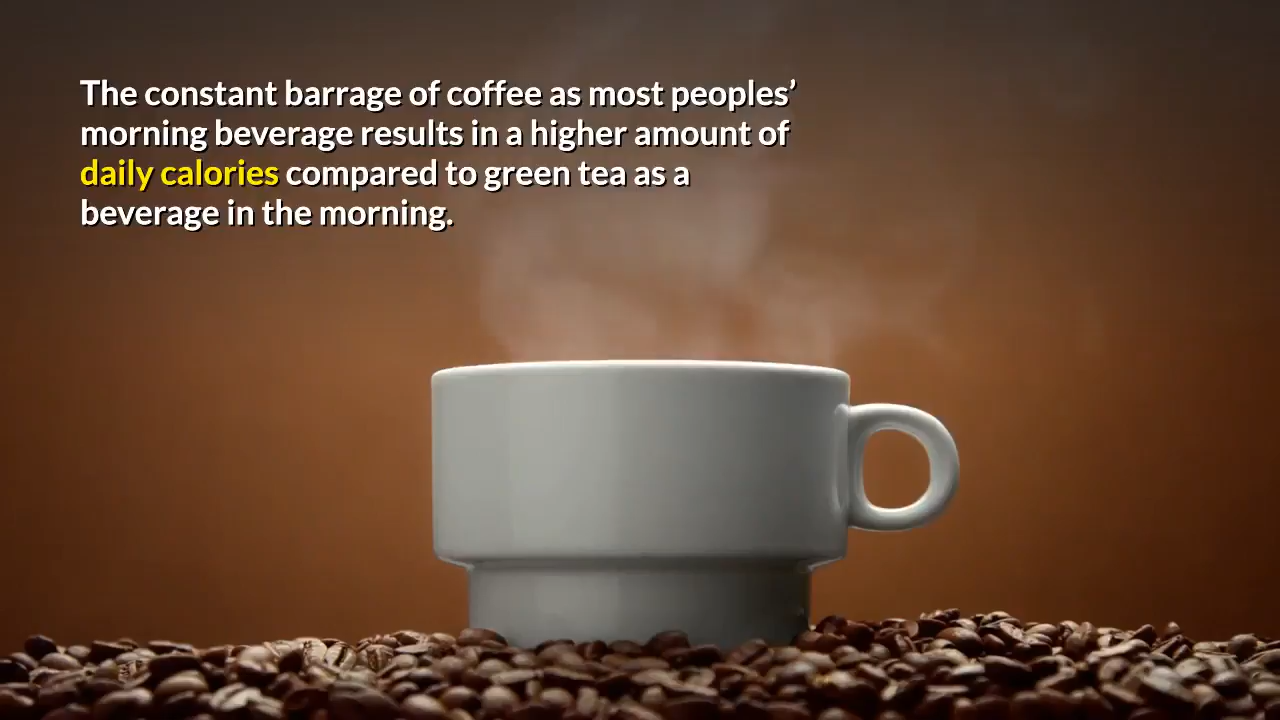 The constant barrage of coffee as most peoples’
morning beverage results in a higher amount of
daily calories compared to green tea as a
beverage in the morning.